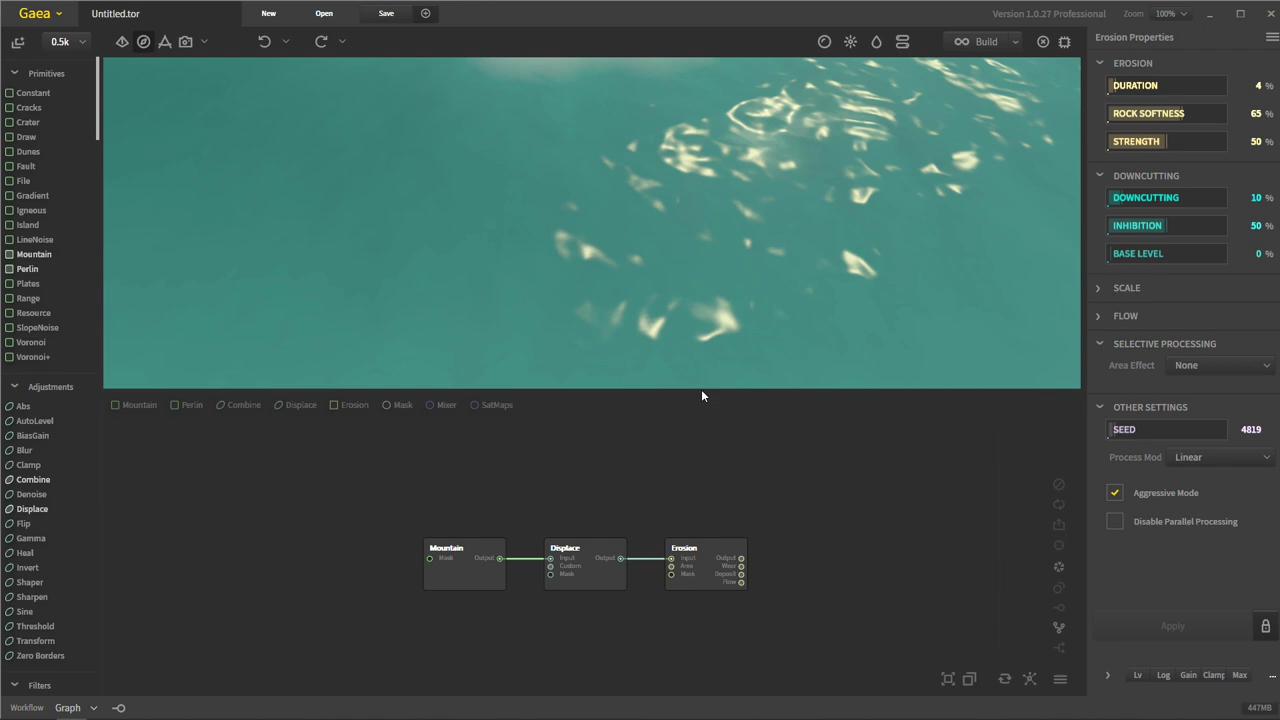 Gaea
Untitled.tor
New
Open
Save
Version 1.0.27 Professional
Zoom
100%
0.5k
Build
Primitives
Constant
Cracks
Crater
Draw
Dunes
Fault
File
Gradient
Igneous
Island
LineNoise
Mountain
Perlin
Plates
Range
Resource
SlopeNoise
Voronoi
Voronoi+
Adjustments
Abs
AutoLevel
BiasGain
Blur
Clamp
Combine
Denoise
Displace
Flip
Gamma
Heal
Invert
Shaper
Sharpen
Sine
Threshold
Transform
Zero Borders
Filters
Mountain
Perlin
Combine
Displace
Erosion
Mask
Mixer
SatMaps
Mountain
Mask
Output
Displace
Input
Output
Custom
Mask
Erosion
Input
Output
Area
Wear
Mask
Deposit
Flow
Erosion Properties
EROSION
DURATION 4 %
ROCK SOFTNESS 65 %
STRENGTH 50 %
DOWNCUTTING
DOWNCUTTING 10 %
INHIBITION 50 %
BASE LEVEL 0 %
SCALE
FLOW
SELECTIVE PROCESSING
Area Effect None
OTHER SETTINGS
SEED 4819
Process Mod Linear
Aggressive Mode
Disable Parallel Processing
Apply
Lv Log Gain Clamp Max ...
Workflow Graph
447MB